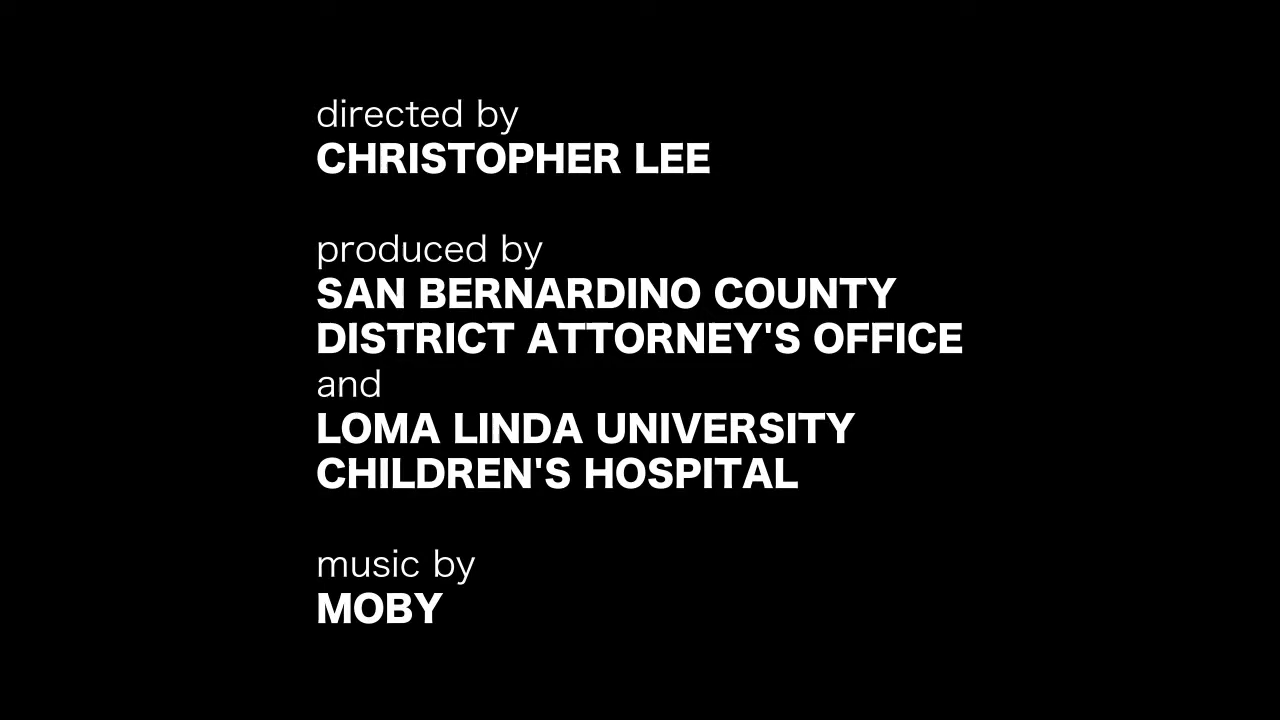 directed by
CHRISTOPHER LEE
produced by
SAN BERNARDINO COUNTY
DISTRICT ATTORNEY'S OFFICE
and
LOMA LINDA UNIVERSITY
CHILDREN'S HOSPITAL
music by
MOBY